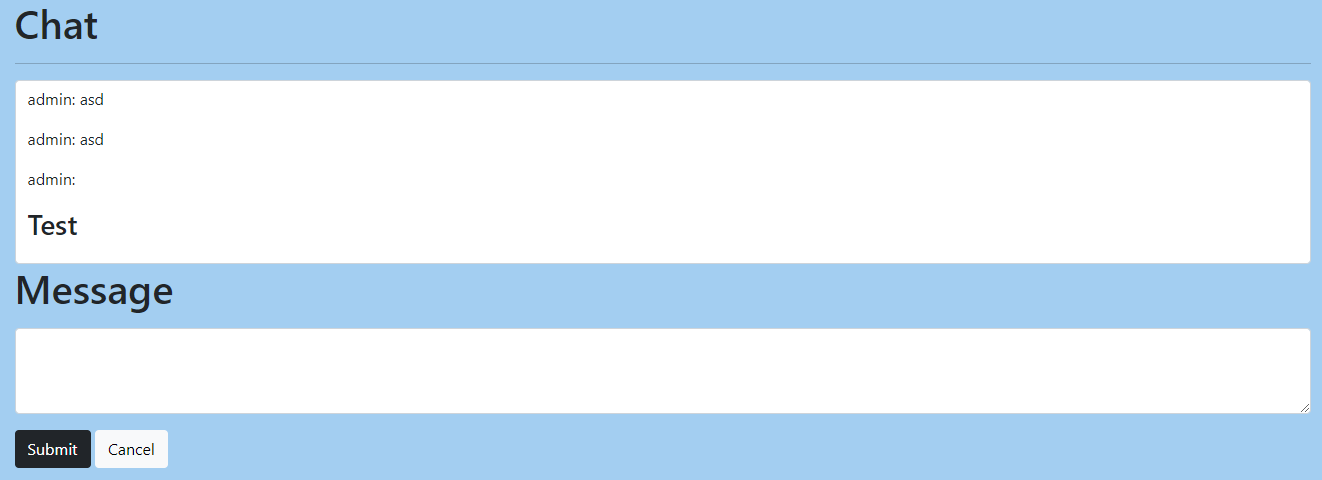 Chat
admin: asd
admin: asd
admin:
Test
Message
Submit Cancel